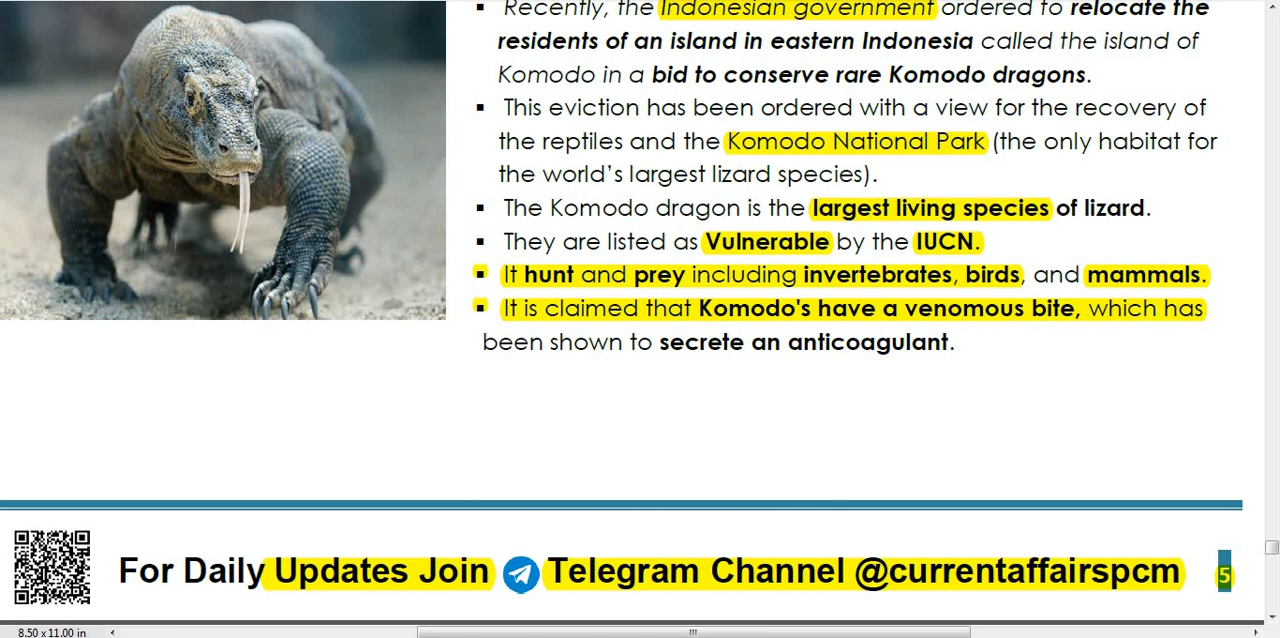 ▪ Recently, the Indonesian government ordered to relocate the
residents of an island in eastern Indonesia called the island of
Komodo in a bid to conserve rare Komodo dragons.
▪ This eviction has been ordered with a view for the recovery of
the reptiles and the Komodo National Park (the only habitat for
the world’s largest lizard species).
▪ The Komodo dragon is the largest living species of lizard.
▪ They are listed as Vulnerable by the IUCN.
▪ It hunt and prey including invertebrates, birds, and mammals.
▪ It is claimed that Komodo's have a venomous bite, which has
been shown to secrete an anticoagulant.
For Daily Updates Join Telegram Channel @currentaffairspcm
5
8.50 x 11.00 in